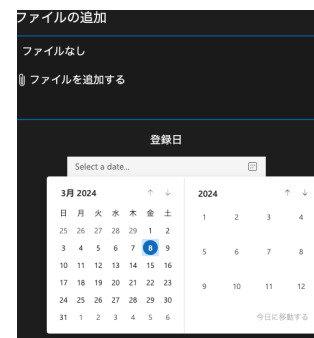 ファイルの追加
ファイルなし
ファイルを追加する
登録日
Select a date...
3月 2024 ↑ ↓ 2024 ↑ ↓
日 月 火 水 木 金 土
25 26 27 28 29 1 2
3 4 5 6 7 8 9
10 11 12 13 14 15 16
17 18 19 20 21 22 23
24 25 26 27 28 29 30
31 1 2 3 4 5 6
1 2 3 4
5 6 7 8
9 10 11 12
今日に移動する